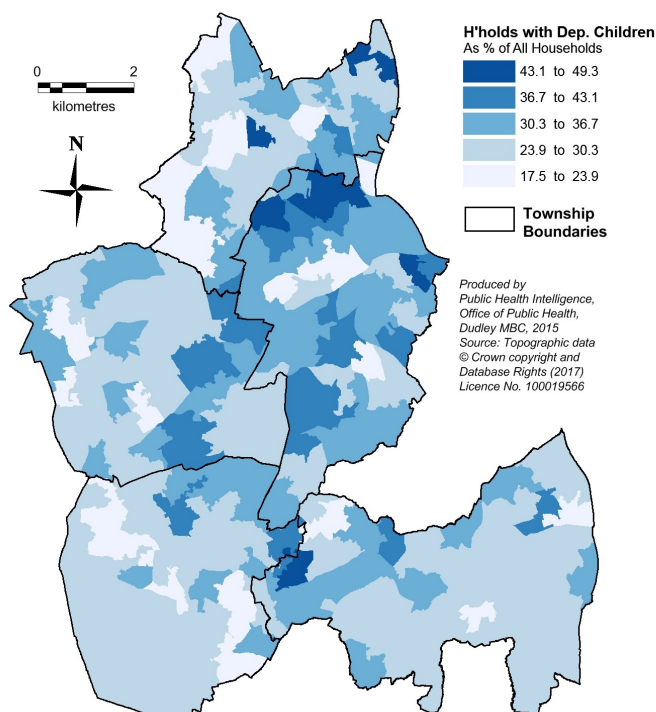 H'holds with Dep. Children
As % of All Households
43.1 to 49.3
36.7 to 43.1
30.3 to 36.7
23.9 to 30.3
17.5 to 23.9
Township
Boundaries
0 2
kilometres
N
Produced by
Public Health Intelligence,
Office of Public Health,
Dudley MBC, 2015
Source: Topographic data
© Crown copyright and
Database Rights (2017)
Licence No. 100019566